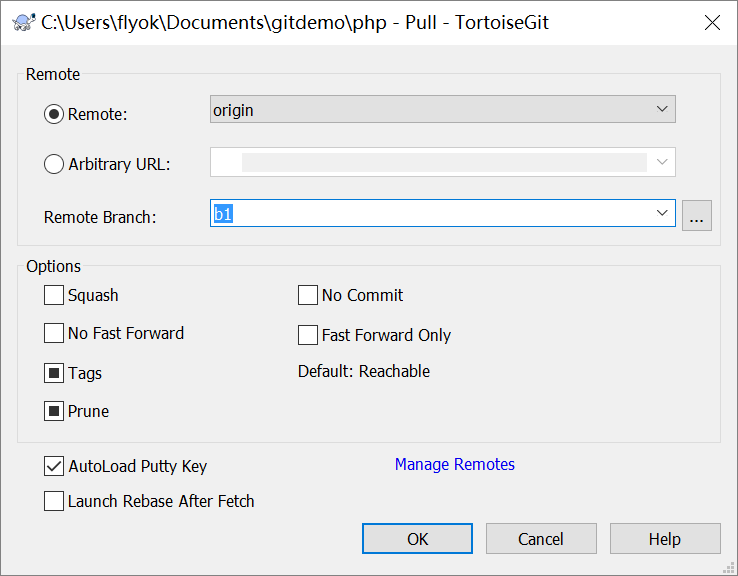 C:\Users\flyok\Documents\gitdemo\php - Pull - TortoiseGit
Remote
Remote:
origin
Arbitrary URL:
Remote Branch:
b1
...
Options
Squash
No Commit
No Fast Forward
Fast Forward Only
Tags
Default: Reachable
Prune
AutoLoad Putty Key
Manage Remotes
Launch Rebase After Fetch
OK
Cancel
Help